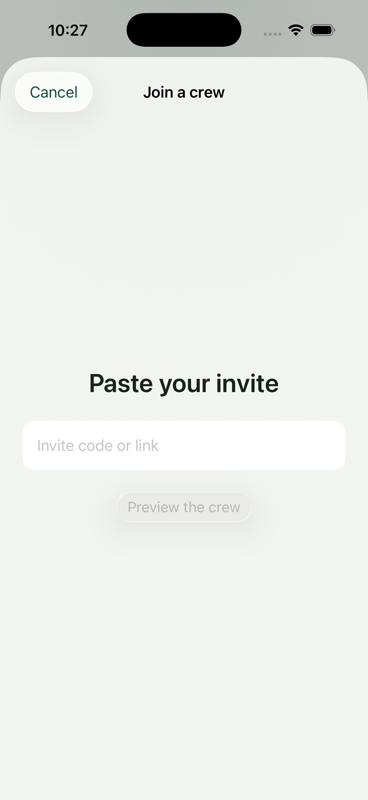 10:27
Cancel
Join a crew
Paste your invite
Invite code or link
Preview the crew